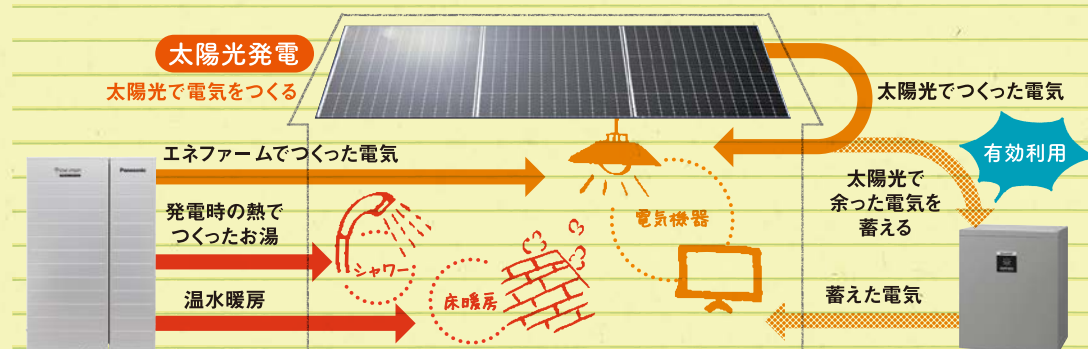 太陽光発電
太陽光で電気をつくる
太陽光でつくった電気
エネファームでつくった電気
有効利用
太陽光で
余った電気を
蓄える
発電時の熱で
つくったお湯
電気機器
シャワー
温水暖房
床暖房
蓄えた電気
Panasonic